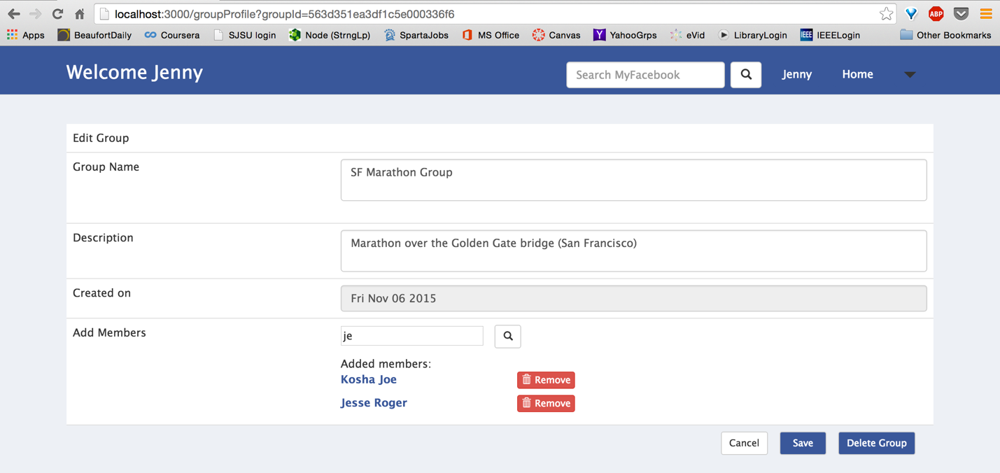 localhost:3000/groupProfile?groupId=563d351ea3df1c5e000336f6
ABP
Apps BeaufortDaily Coursera SJSU login Node (StrngLp) SpartaJobs MS Office Canvas Y YahooGrps eVid LibraryLogin IEEE IEEELogin Other Bookmarks
Welcome Jenny Search MyFacebook Jenny Home
Edit Group
Group Name SF Marathon Group
Description Marathon over the Golden Gate bridge (San Francisco)
Created on Fri Nov 06 2015
Add Members je
Added members:
Kosha Joe Remove
Jesse Roger Remove
Cancel Save Delete Group